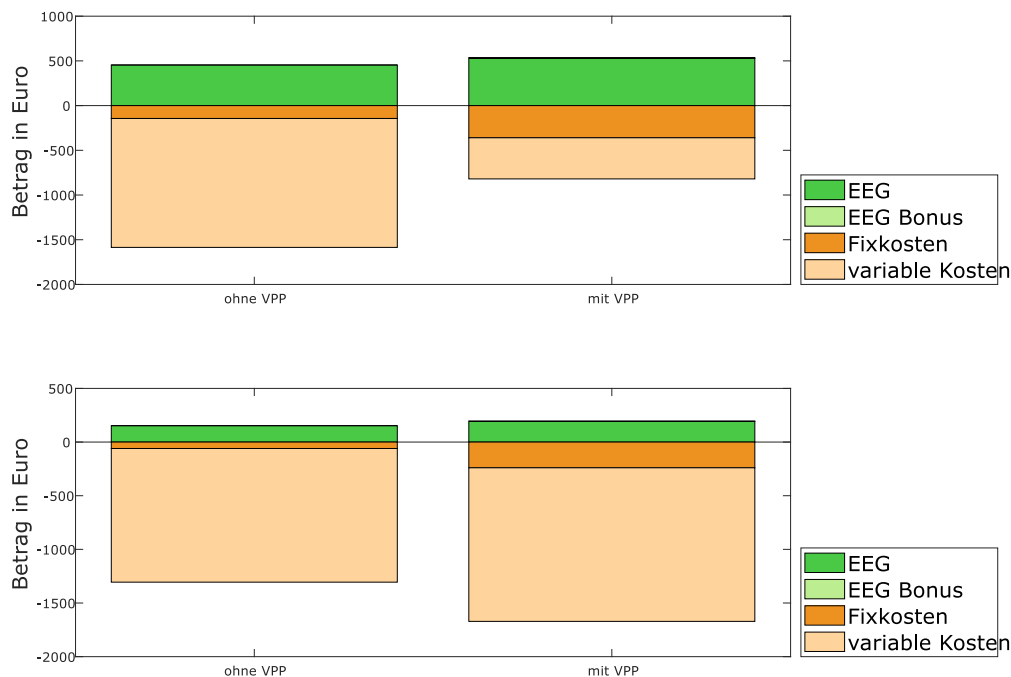 1000
500
0
-500
-1000
-1500
-2000
Betrag in Euro
ohne VPP
mit VPP
EEG
EEG Bonus
Fixkosten
variable Kosten
500
0
-500
-1000
-1500
-2000
Betrag in Euro
ohne VPP
mit VPP
EEG
EEG Bonus
Fixkosten
variable Kosten